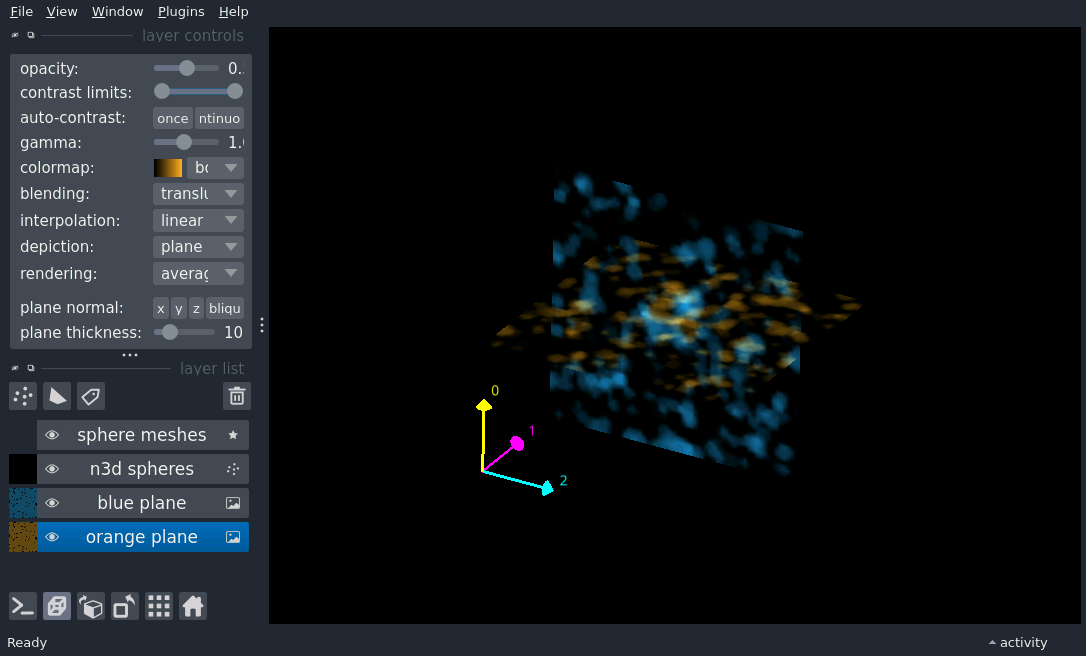 File View Window Plugins Help
layer controls
opacity: 0.
contrast limits:
auto-contrast: once ntinuo
gamma: 1.
colormap: bo
blending: translu
interpolation: linear
depiction: plane
rendering: averag
plane normal: x y z bliqu
plane thickness: 10
layer list
sphere meshes
n3d spheres
blue plane
orange plane
0
1
2
Ready
activity